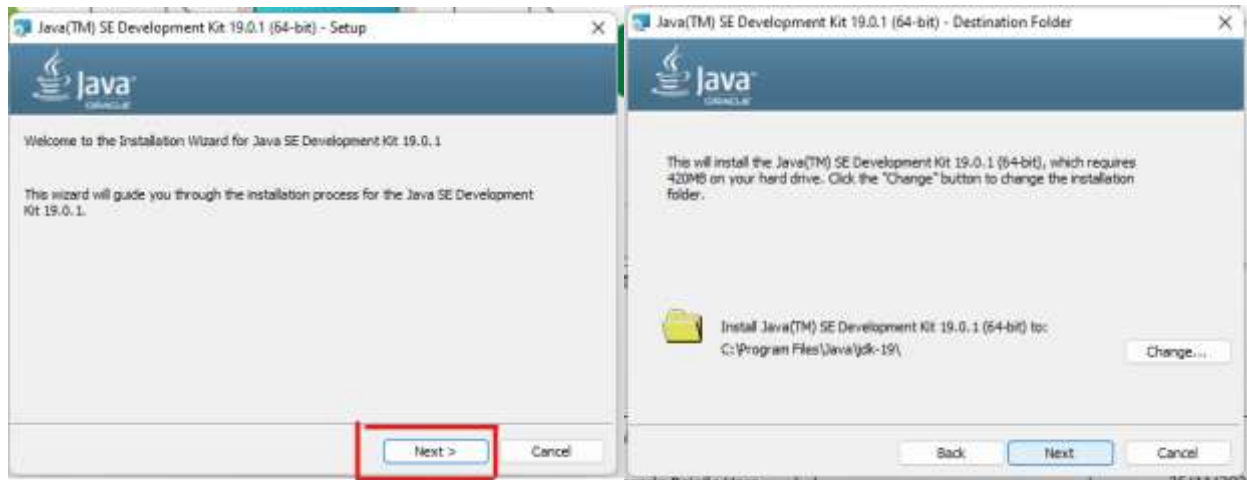 Java(TM) SE Development Kit 19.0.1 (64-bit) - Setup
Java
ORACLE
Welcome to the Installation Wizard for Java SE Development Kit 19.0.1
This wizard will guide you through the installation process for the Java SE Development
Kit 19.0.1.
Next >
Cancel
Java(TM) SE Development Kit 19.0.1 (64-bit) - Destination Folder
Java
ORACLE
This will install the Java(TM) SE Development Kit 19.0.1 (64-bit), which requires
420MB on your hard drive. Click the "Change" button to change the installation
folder.
Install Java(TM) SE Development Kit 19.0.1 (64-bit) to:
C:\Program Files\Java\jdk-19\
Change...
Back
Next
Cancel